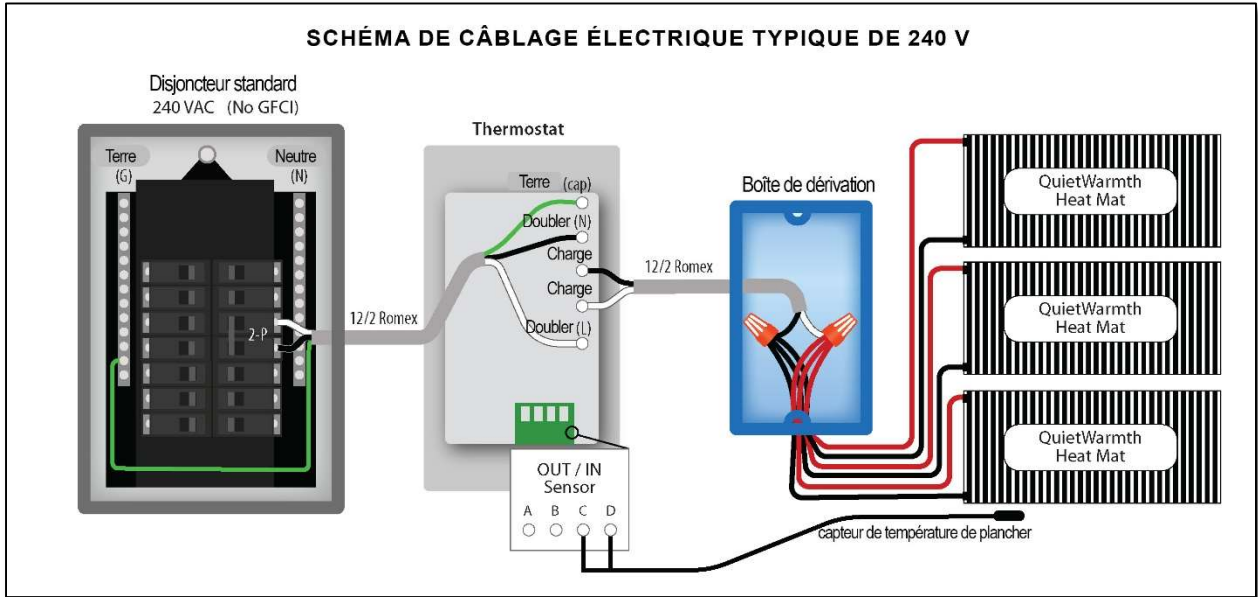 SCHÉMA DE CÂBLAGE ÉLECTRIQUE TYPIQUE DE 240 V
Disjoncteur standard
240 VAC (No GFCI)
Terre
(G)
Neutre
(N)
2-P
12/2 Romex
Thermostat
Terre (cap)
Doubler (N)
Charge
Charge
Doubler (L)
OUT / IN
Sensor
A B C D
12/2 Romex
Boîte de dérivation
QuietWarmth
Heat Mat
QuietWarmth
Heat Mat
QuietWarmth
Heat Mat
capteur de température de plancher